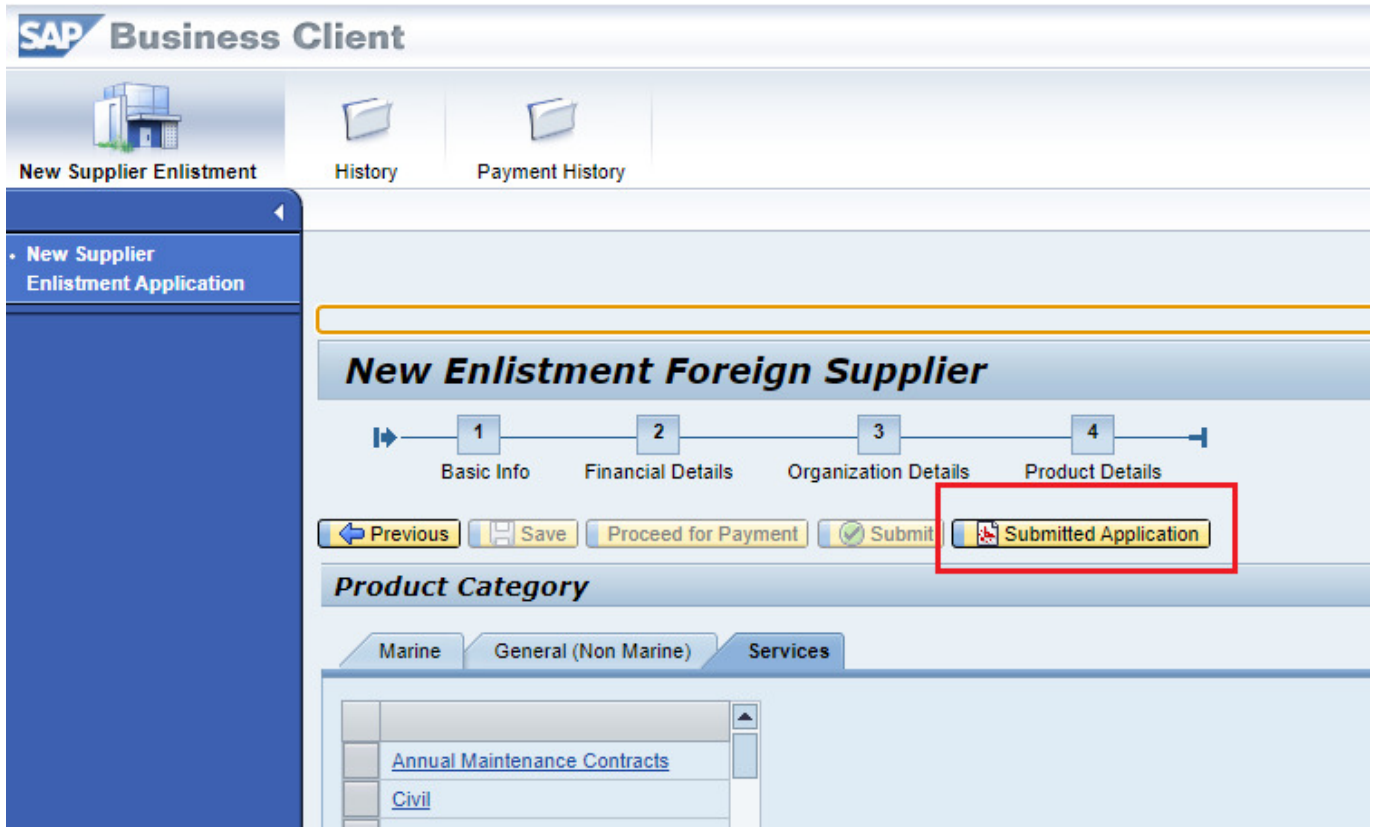 SAP Business Client
New Supplier Enlistment
History
Payment History
New Supplier
Enlistment Application
New Enlistment Foreign Supplier
1 2 3 4
Basic Info Financial Details Organization Details Product Details
Previous Save Proceed for Payment Submit Submitted Application
Product Category
Marine General (Non Marine) Services
Annual Maintenance Contracts
Civil